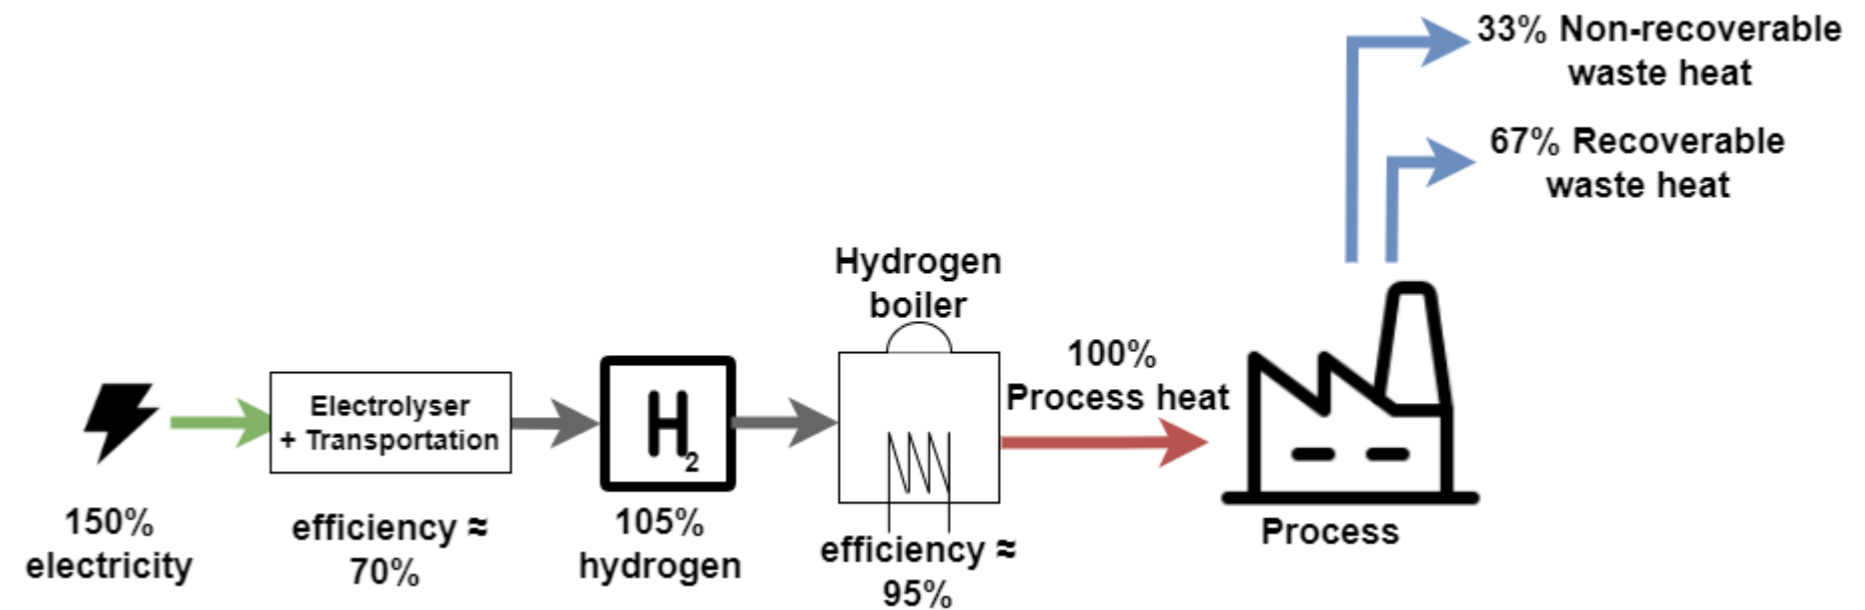 33% Non-recoverable
waste heat
67% Recoverable
waste heat
Hydrogen
boiler
100%
Process heat
Electrolyser
+ Transportation
H₂
150%
electricity
efficiency ≈
70%
105%
hydrogen
efficiency ≈
95%
Process